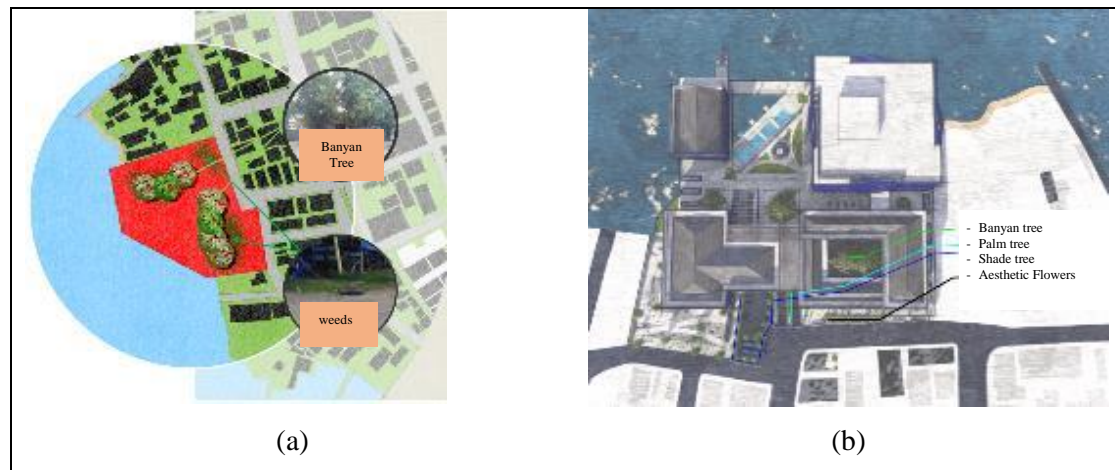 Banyan
Tree
weeds
- Banyan tree
- Palm tree
- Shade tree
- Aesthetic Flowers
(a)
(b)